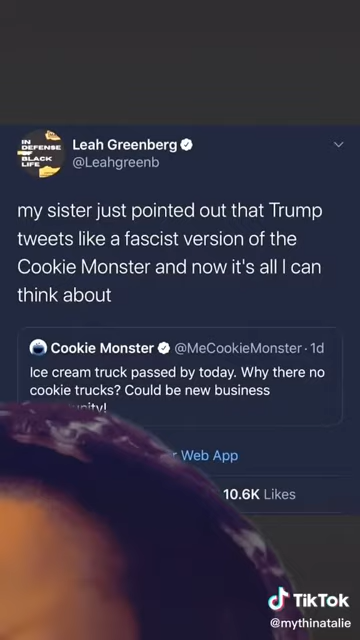 IN
DEFENSE
BLACK
LIFE
Leah Greenberg
@Leahgreenb
my sister just pointed out that Trump
tweets like a fascist version of the
Cookie Monster and now it's all I can
think about
Cookie Monster @MeCookieMonster · 1d
Ice cream truck passed by today. Why there no
cookie trucks? Could be new business
Web App
10.6K Likes
TikTok
@mythinatalie